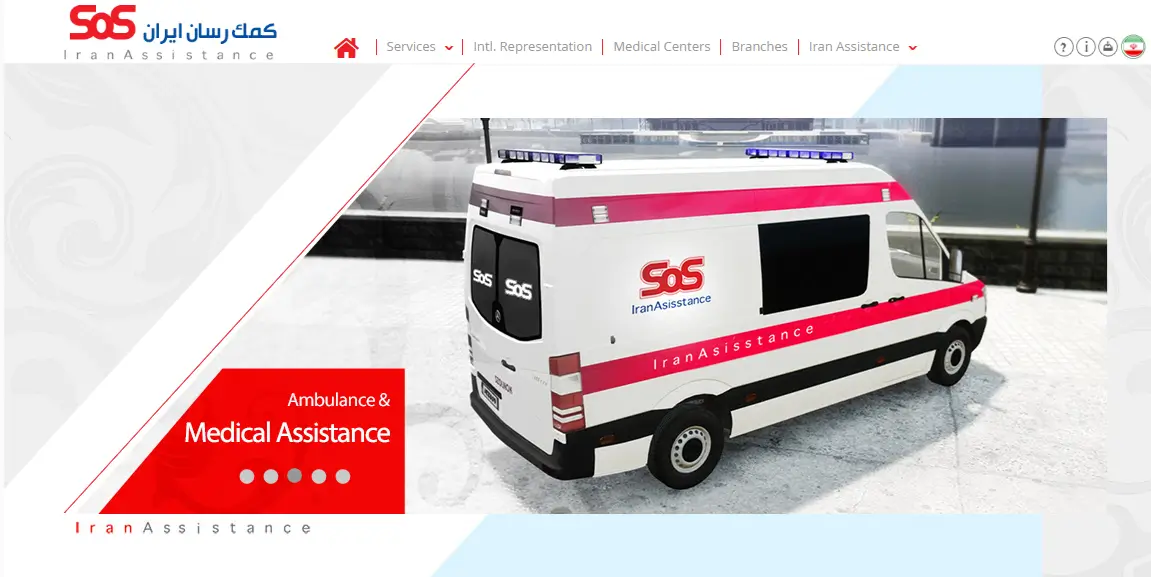 SOS کمک رسان ایران
IranAssistance
Services
Intl. Representation
Medical Centers
Branches
Iran Assistance
SOS
SOS
SOS
IranAsisstance
IranAsisstance
Ambulance &
Medical Assistance
IranAssistance